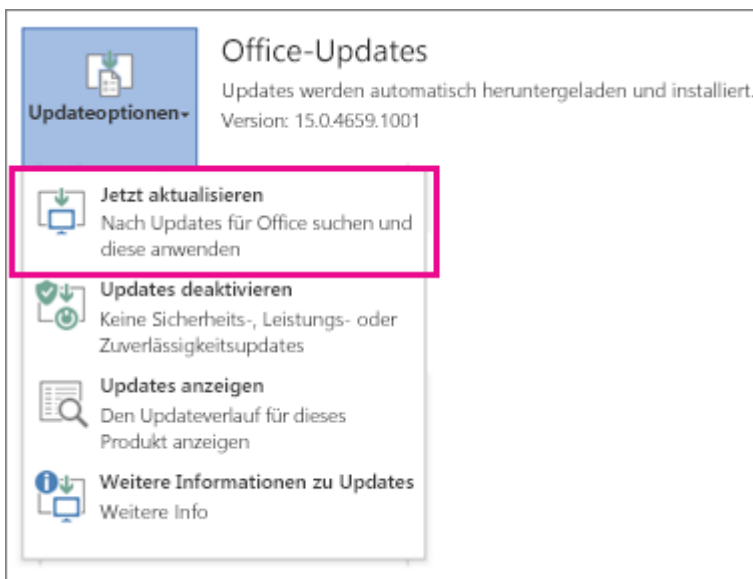 Office-Updates
Updates werden automatisch heruntergeladen und installiert.
Version: 15.0.4659.1001
Updateoptionen
Jetzt aktualisieren
Nach Updates für Office suchen und
diese anwenden
Updates deaktivieren
Keine Sicherheits-, Leistungs- oder
Zuverlässigkeitsupdates
Updates anzeigen
Den Updateverlauf für dieses
Produkt anzeigen
Weitere Informationen zu Updates
Weitere Info